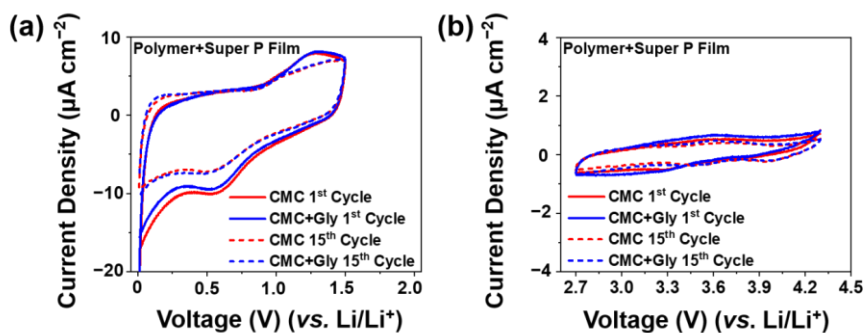 (a)
Polymer+Super P Film
Current Density (µA cm⁻²)
10
5
0
−5
−10
−15
−20
CMC 1st Cycle
CMC+Gly 1st Cycle
CMC 15th Cycle
CMC+Gly 15th Cycle
0.0 0.5 1.0 1.5 2.0
Voltage (V) (vs. Li/Li⁺)
(b)
Polymer+Super P Film
Current Density (µA cm⁻²)
4
2
0
−2
−4
CMC 1st Cycle
CMC+Gly 1st Cycle
CMC 15th Cycle
CMC+Gly 15th Cycle
2.7 3.0 3.3 3.6 3.9 4.2 4.5
Voltage (V) (vs. Li/Li⁺)